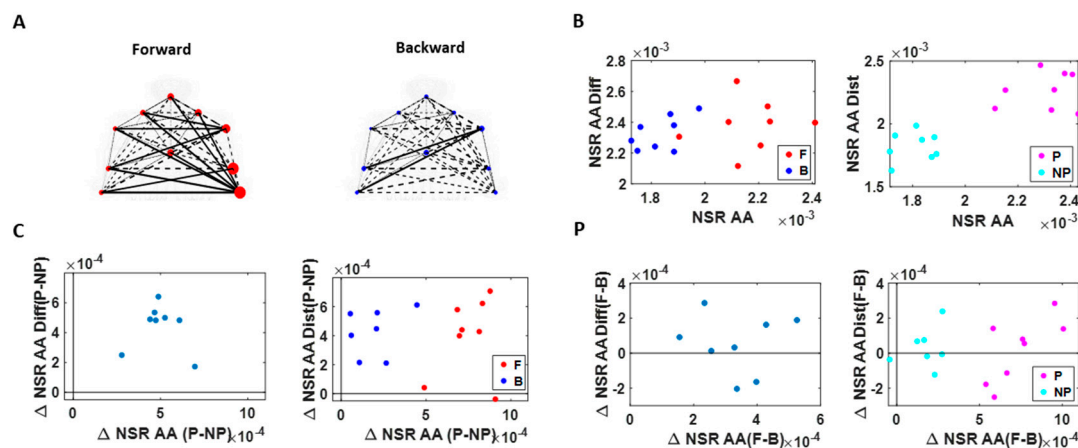 A
Forward
Backward
B
×10⁻³
NSR AA Diff
2.8
2.6
2.4
2.2
2
1.8
2
2.2
2.4
NSR AA
×10⁻³
F
B
×10⁻³
NSR AA Dist
2.5
2
1.5
1.8
2
2.2
2.4
NSR AA
×10⁻³
P
NP
C
×10⁻⁴
Δ NSR AA Diff(P-NP)
6
4
2
0
0
5
10
Δ NSR AA (P-NP)
×10⁻⁴
×10⁻⁴
Δ NSR AA Dist(P-NP)
6
4
2
0
0
5
10
Δ NSR AA (P-NP)
×10⁻⁴
F
B
P
×10⁻⁴
Δ NSR AA Diff(F-B)
4
2
0
-2
0
2
4
6
Δ NSR AA(F-B)
×10⁻⁴
×10⁻⁴
Δ NSR AA Dist(F-B)
4
2
0
-2
0
5
10
Δ NSR AA(F-B)
×10⁻⁴
P
NP